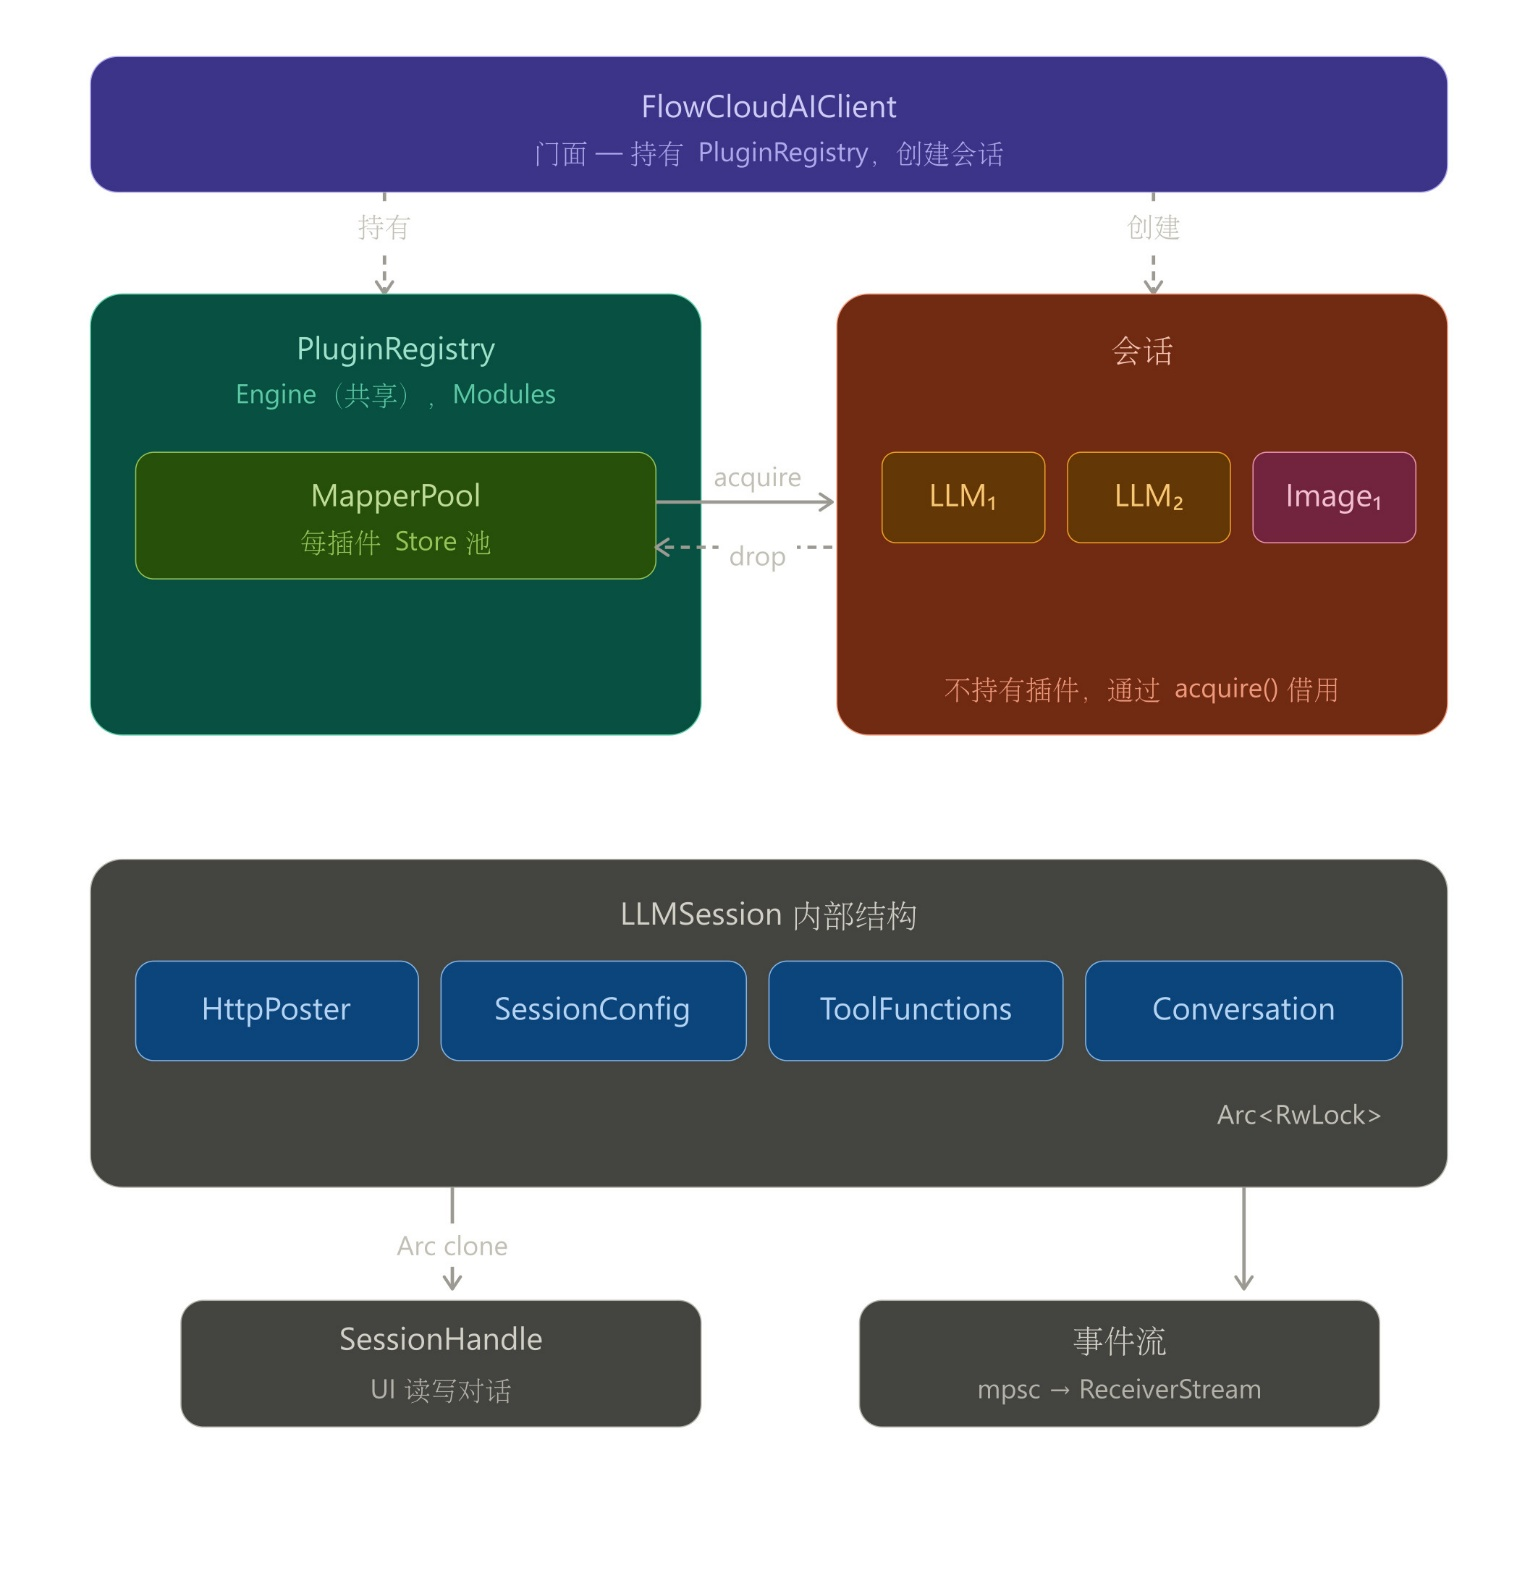 FlowCloudAIClient
门面 — 持有 PluginRegistry，创建会话
持有
创建
PluginRegistry
Engine（共享）, Modules
MapperPool
每插件 Store 池
acquire
drop
会话
LLM₁
LLM₂
Image₁
不持有插件，通过 acquire() 借用
LLMSession 内部结构
HttpPoster
SessionConfig
ToolFunctions
Conversation
Arc<RwLock>
Arc clone
SessionHandle
UI 读写对话
事件流
mpsc → ReceiverStream